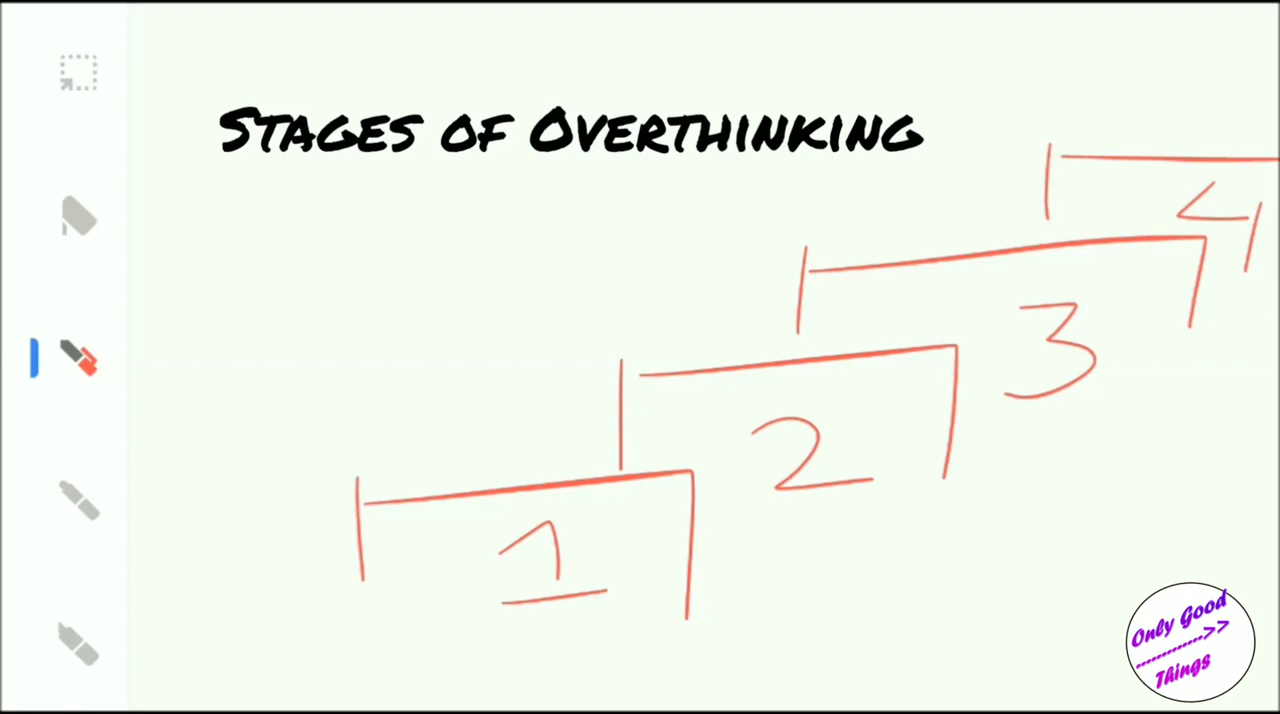 Stages of Overthinking
4
3
2
1
Only Good
------------->>
Things